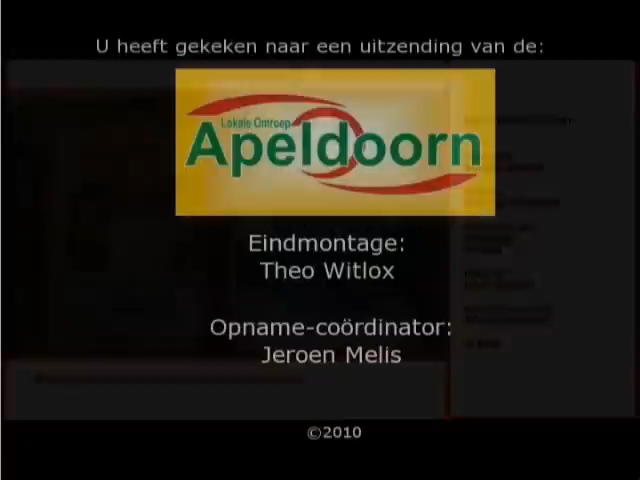 U heeft gekeken naar een uitzending van de:
Lokale Omroep
Apeldoorn
Eindmontage:
Theo Witlox
Opname-coördinator:
Jeroen Melis
©2010